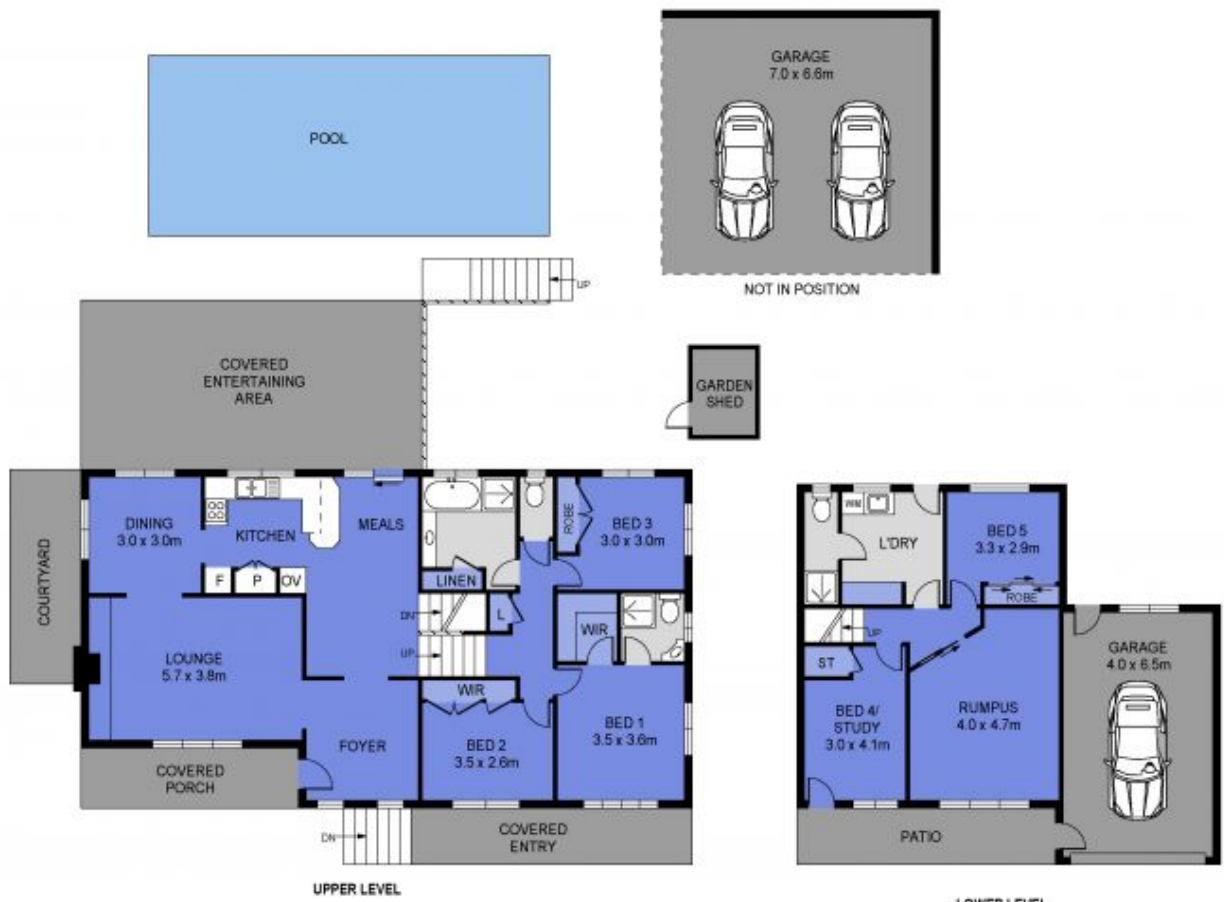 GARAGE
7.0 x 6.6m
POOL
UP
NOT IN POSITION
COVERED
ENTERTAINING
AREA
GARDEN
SHED
COURTYARD
DINING
3.0 x 3.0m
KITCHEN
MEALS
F
P
OV
LINEN
ROBE
BED 3
3.0 x 3.0m
DN
L
UP
WIR
LOUNGE
5.7 x 3.8m
WIR
FOYER
BED 2
3.5 x 2.6m
BED 1
3.5 x 3.6m
COVERED
PORCH
DN
COVERED
ENTRY
UPPER LEVEL
WM
L'DRY
BED 5
3.3 x 2.9m
ROBE
UP
ST
BED 4/
STUDY
3.0 x 4.1m
RUMPUS
4.0 x 4.7m
GARAGE
4.0 x 6.5m
PATIO
LOWER LEVEL